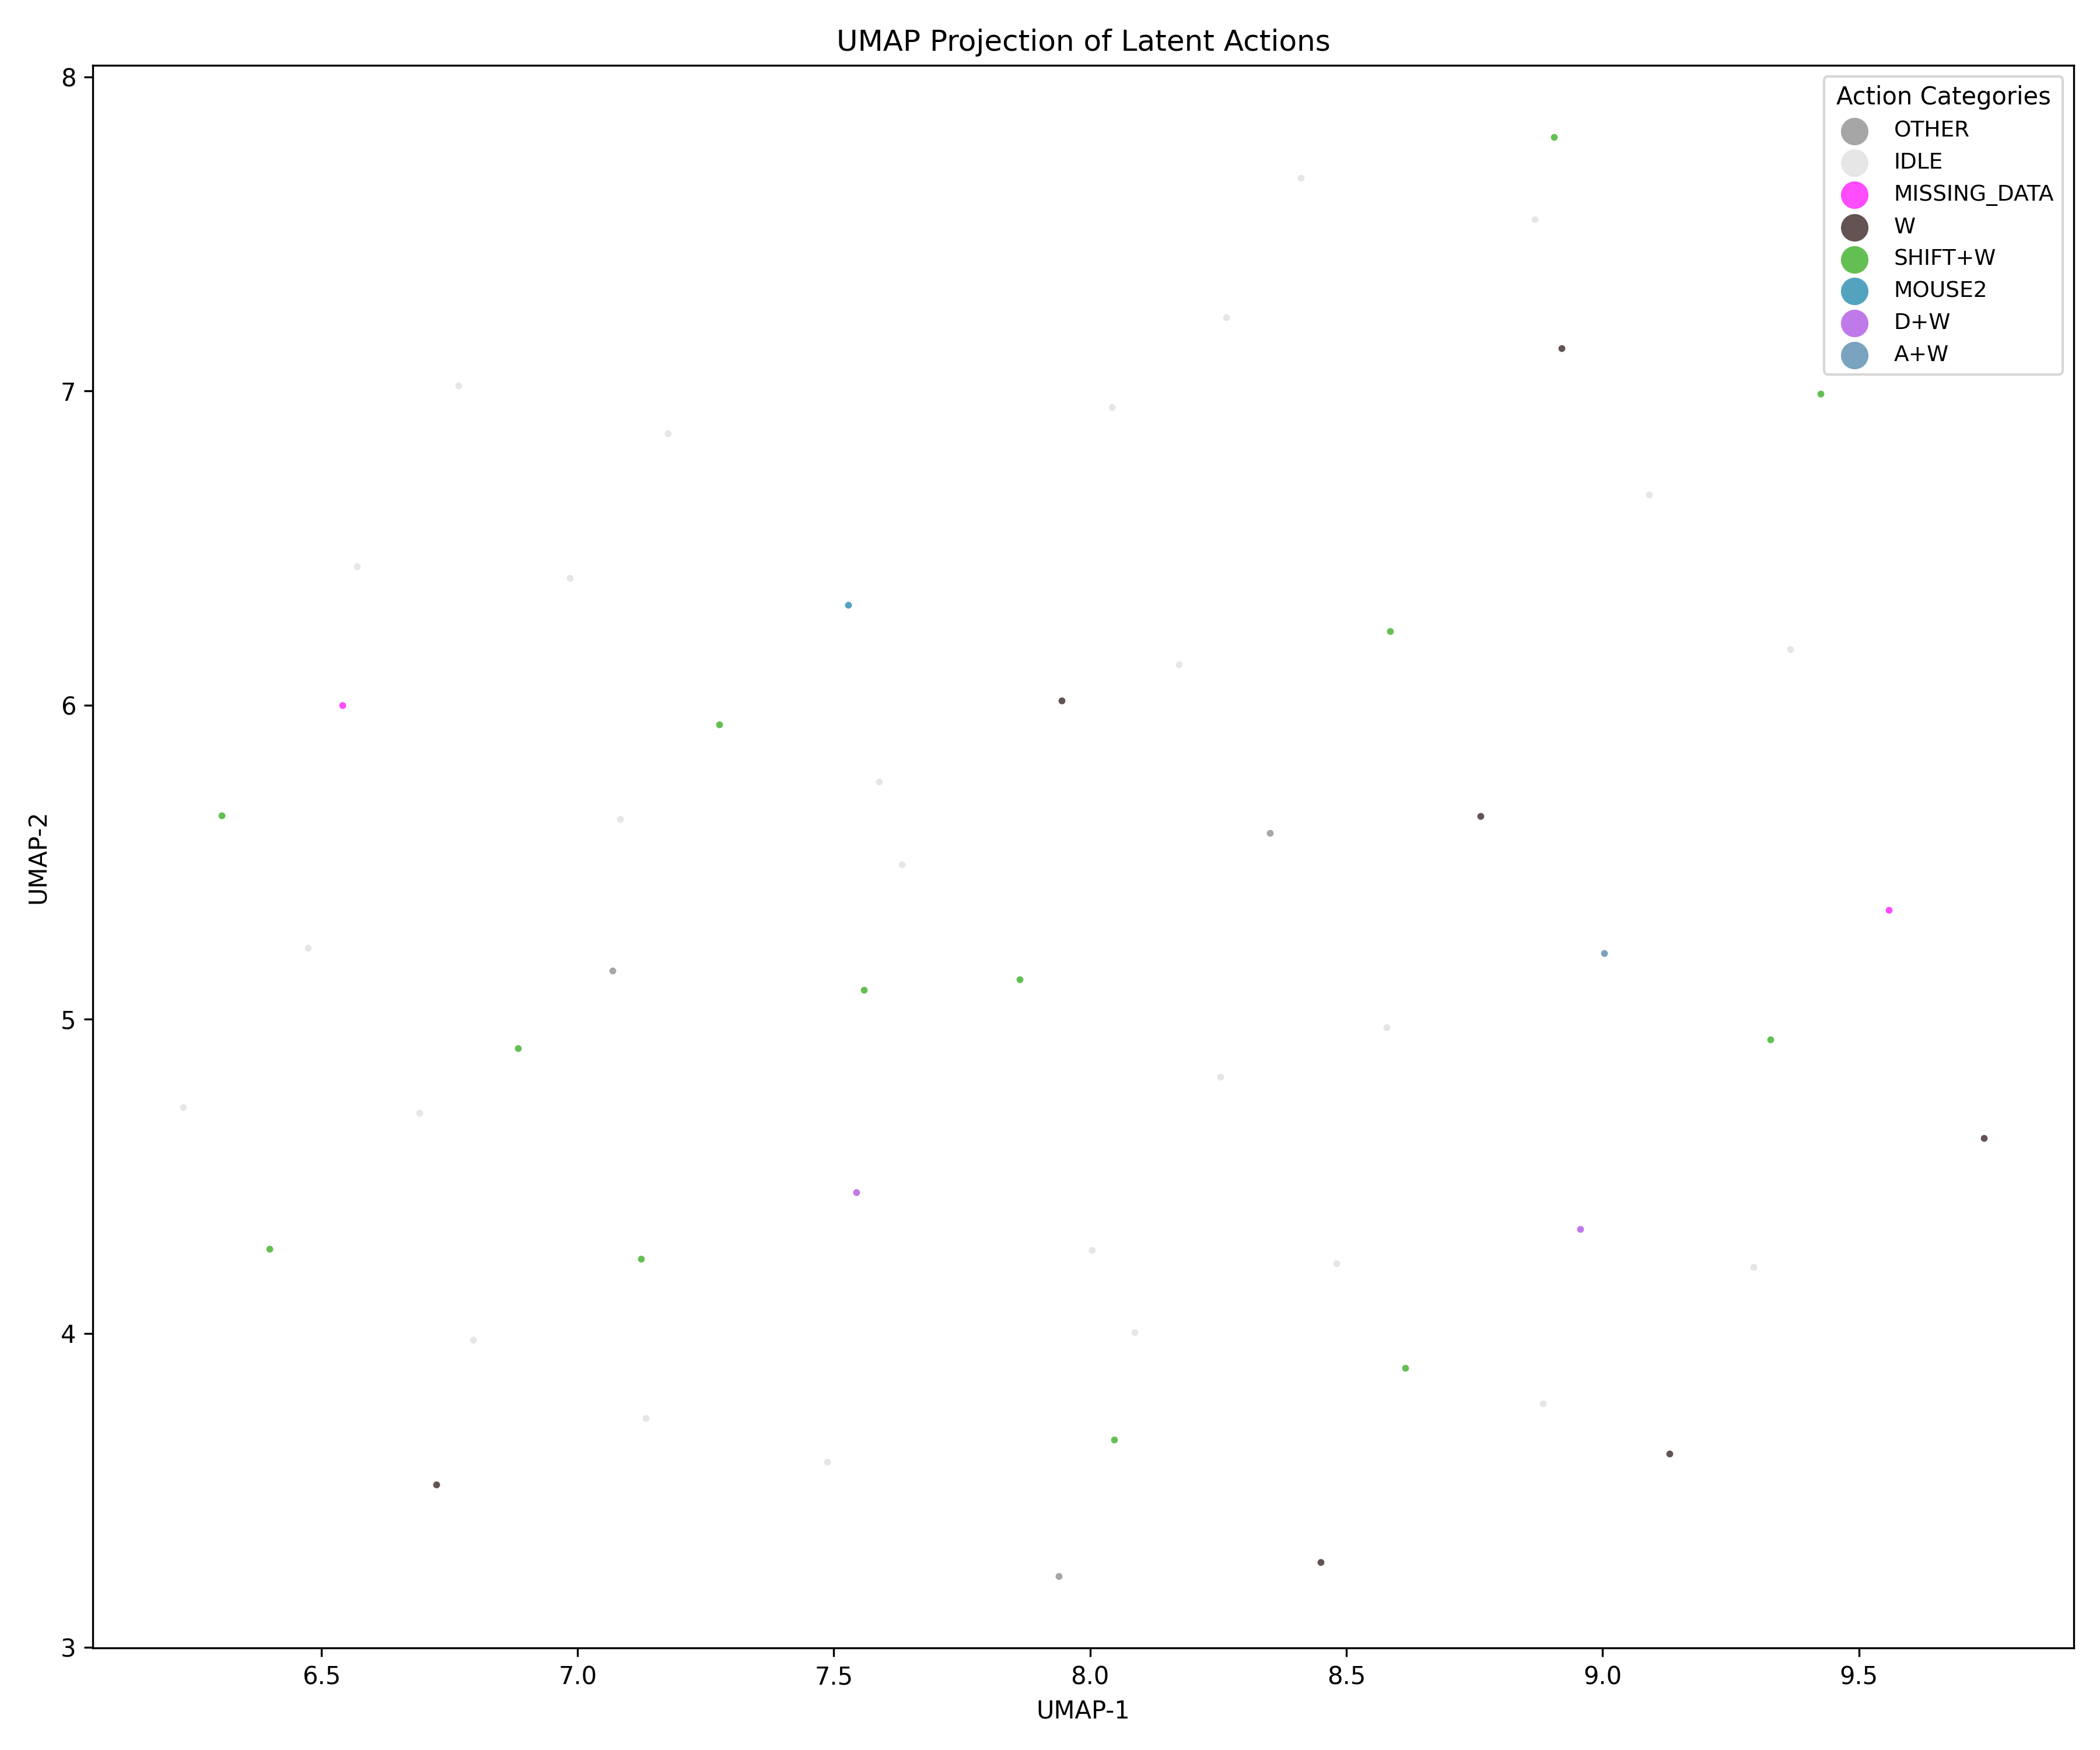 UMAP Projection of Latent Actions
Action Categories
OTHER
IDLE
MISSING_DATA
W
SHIFT+W
MOUSE2
D+W
A+W
8
7
6
5
4
3
UMAP-2
6.5 7.0 7.5 8.0 8.5 9.0 9.5
UMAP-1